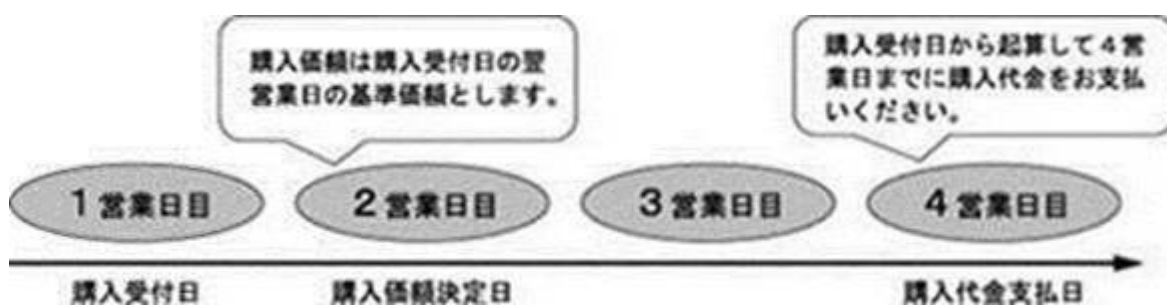 購入価額は購入受付日の翌
営業日の基準価額とします。
購入受付日から起算して4営
業日までに購入代金をお支払
いください。
1営業日目
2営業日目
3営業日目
4営業日目
購入受付日
購入価額決定日
購入代金支払日